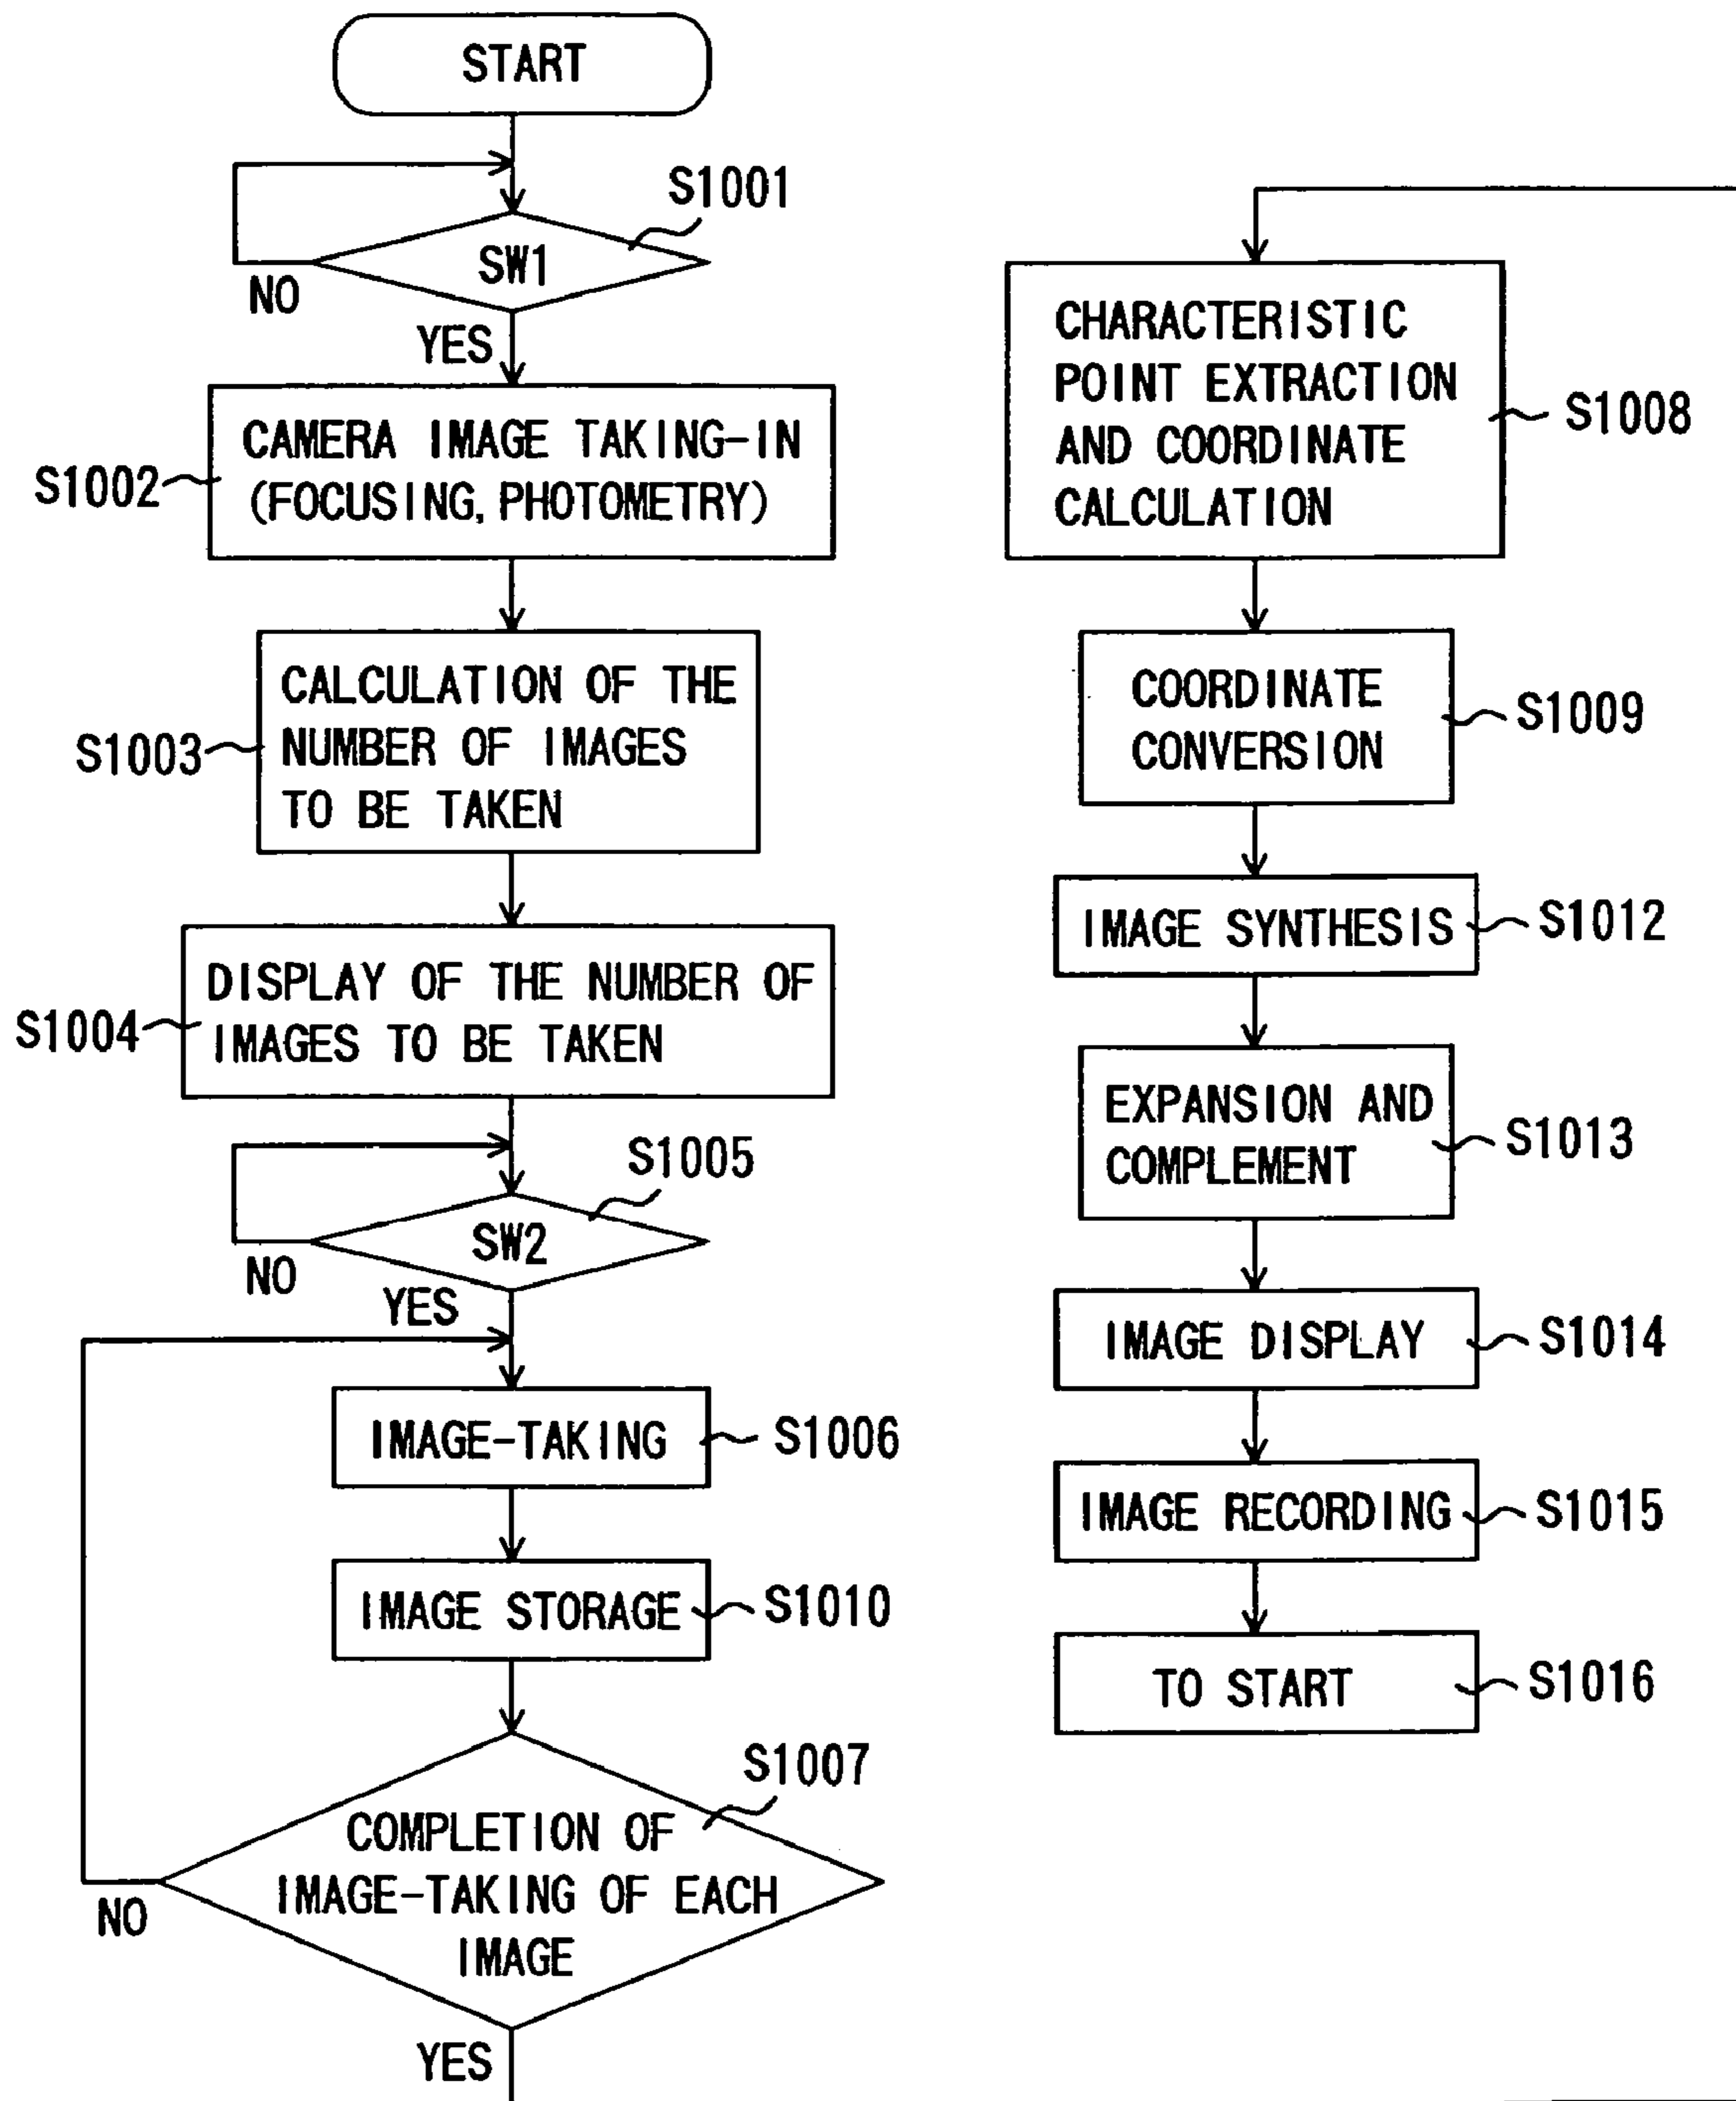 START
S1001
SW1
NO
YES
CAMERA IMAGE TAKING-IN
(FOCUSING, PHOTOMETRY)
S1002
CALCULATION OF THE
NUMBER OF IMAGES
TO BE TAKEN
S1003
DISPLAY OF THE NUMBER OF
IMAGES TO BE TAKEN
S1004
S1005
SW2
NO
YES
IMAGE-TAKING
S1006
IMAGE STORAGE
S1010
S1007
COMPLETION OF
IMAGE-TAKING OF EACH
IMAGE
NO
YES
CHARACTERISTIC
POINT EXTRACTION
AND COORDINATE
CALCULATION
S1008
COORDINATE
CONVERSION
S1009
IMAGE SYNTHESIS
S1012
EXPANSION AND
COMPLEMENT
S1013
IMAGE DISPLAY
S1014
IMAGE RECORDING
S1015
TO START
S1016